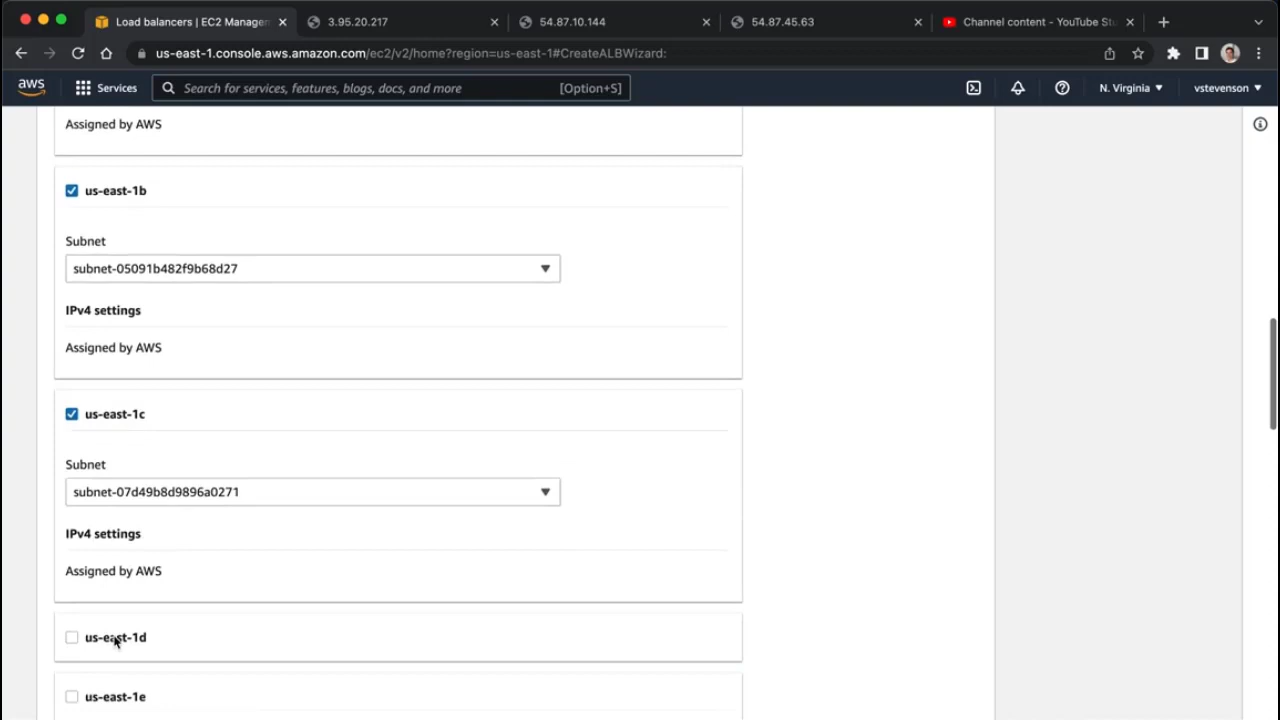 Load balancers | EC2 Managem
3.95.20.217
54.87.10.144
54.87.45.63
Channel content - YouTube Stu
us-east-1.console.aws.amazon.com/ec2/v2/home?region=us-east-1#CreateALBWizard:
aws
Services
Search for services, features, blogs, docs, and more
[Option+S]
N. Virginia
vstevenson
Assigned by AWS
us-east-1b
Subnet
subnet-05091b482f9b68d27
IPv4 settings
Assigned by AWS
us-east-1c
Subnet
subnet-07d49b8d9896a0271
IPv4 settings
Assigned by AWS
us-east-1d
us-east-1e